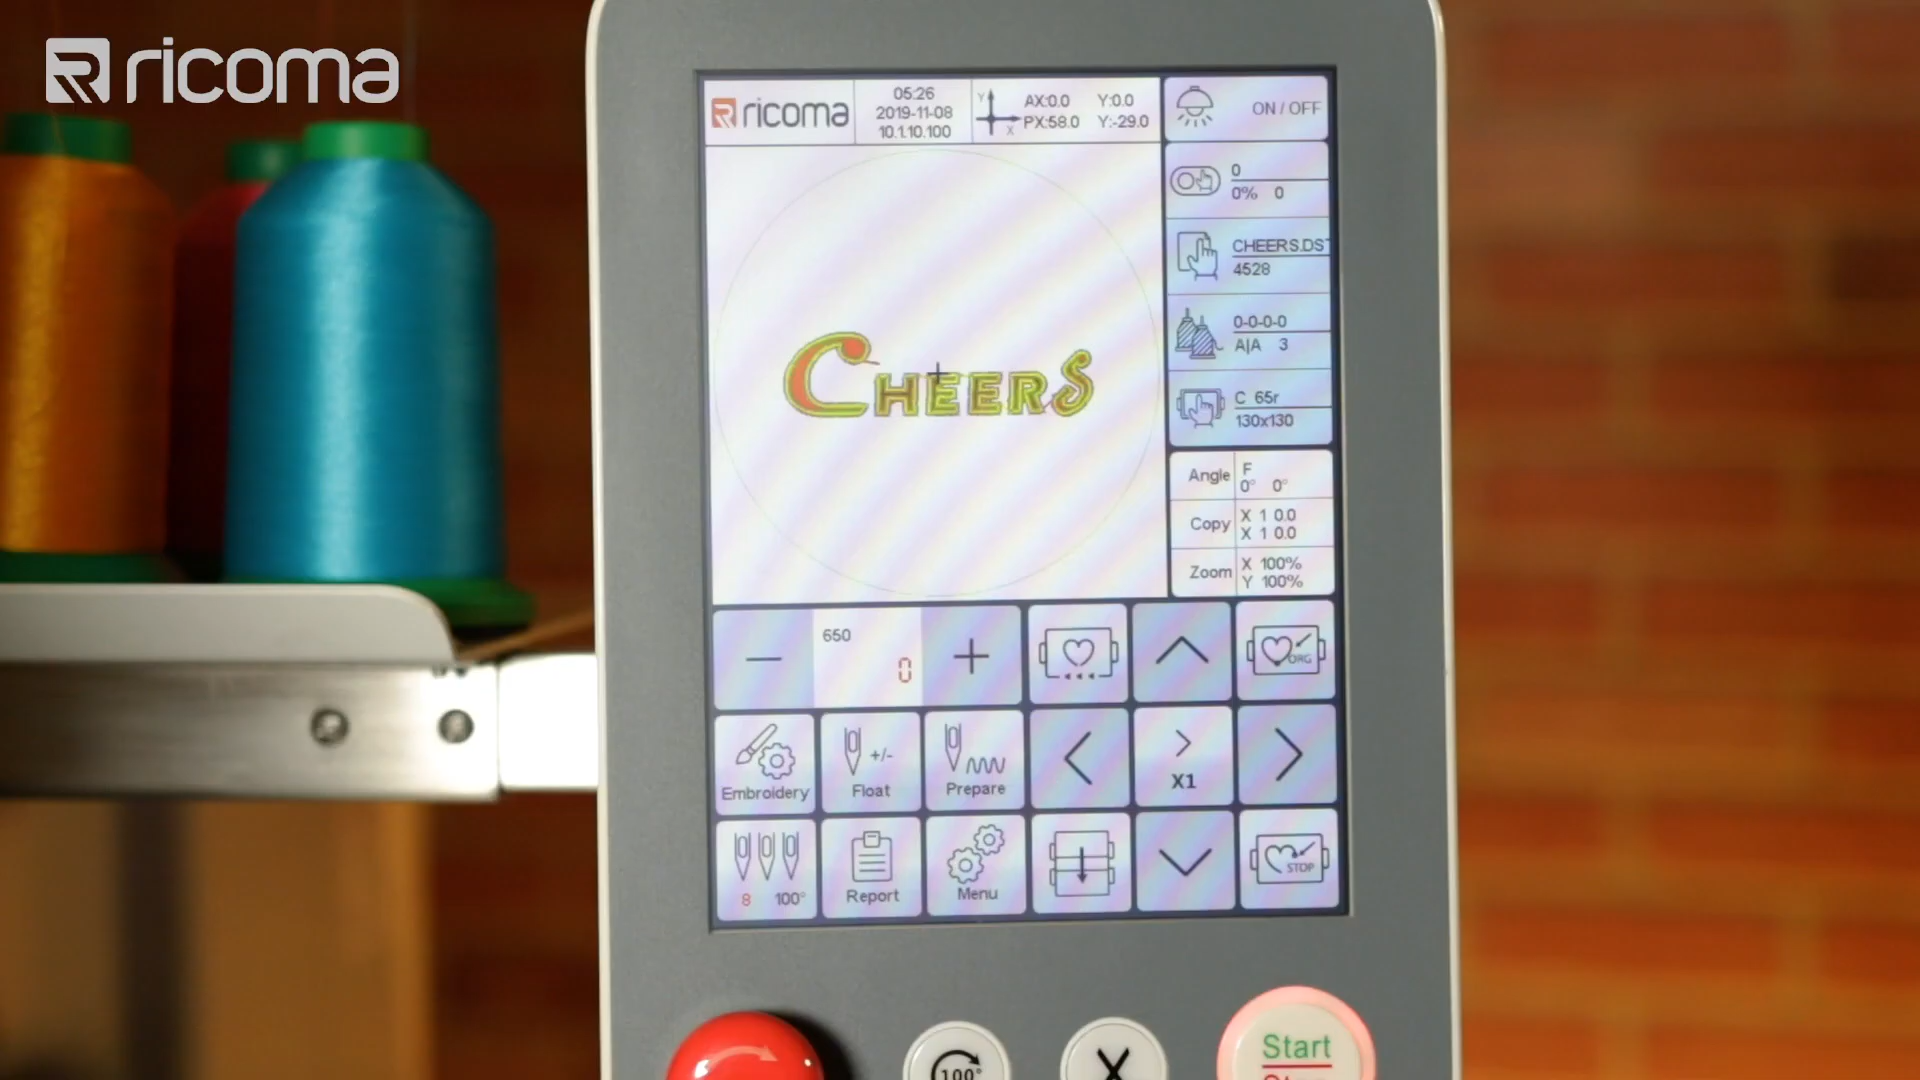 ricoma
ricoma
05:26
2019-11-08
10.1.10.100
Y
X
AX:0.0 Y:0.0
PX:58.0 Y:-29.0
ON / OFF
0
0% 0
CHEERS.DST
4528
0-0-0-0
A|A 3
C 65r
130x130
CHEERS
Angle F
0° 0°
Copy X 1 0.0
X 1 0.0
Zoom X 100%
Y 100%
650
0
ORG
Embroidery
+/-
Float
Prepare
X1
8 100°
Report
Menu
STOP
100°
X
Start